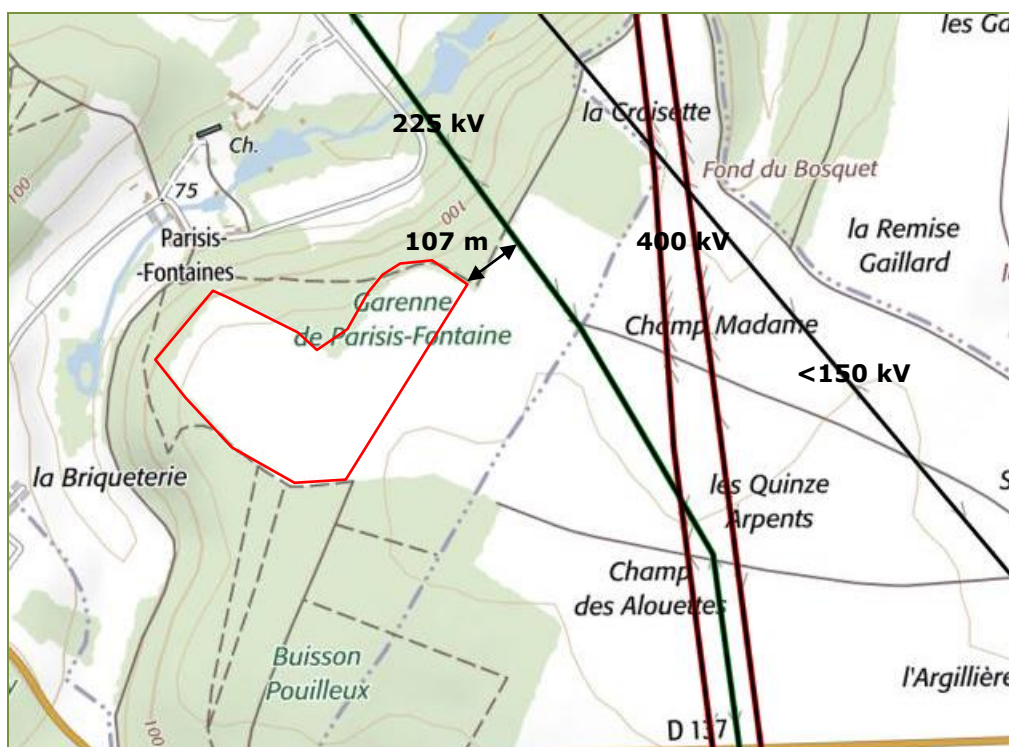 les Ga
la Croisette
225 kV
Ch.
Fond du Bosquet
75
100
100
la Remise
Gaillard
Parisis-
-Fontaines
107 m
400 kV
Garenne
de Parisis-Fontaine
Champ Madame
<150 kV
la Briqueterie
les Quinze
Arpents
S
Champ
des Alouettes
Buisson
Pouilleux
l'Argillière
100
D 137